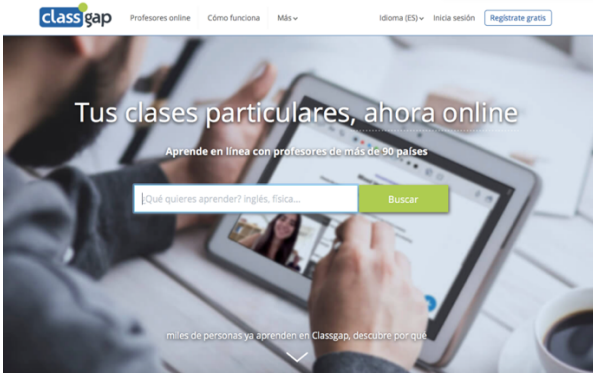 classgap
Profesores online
Cómo funciona
Más
Idioma (ES)
Inicia sesión
Regístrate gratis
Tus clases particulares, ahora online
Aprende en línea con profesores de más de 90 países
¿Qué quieres aprender? inglés, física...
Buscar
miles de personas ya aprenden en Classgap, descubre por qué